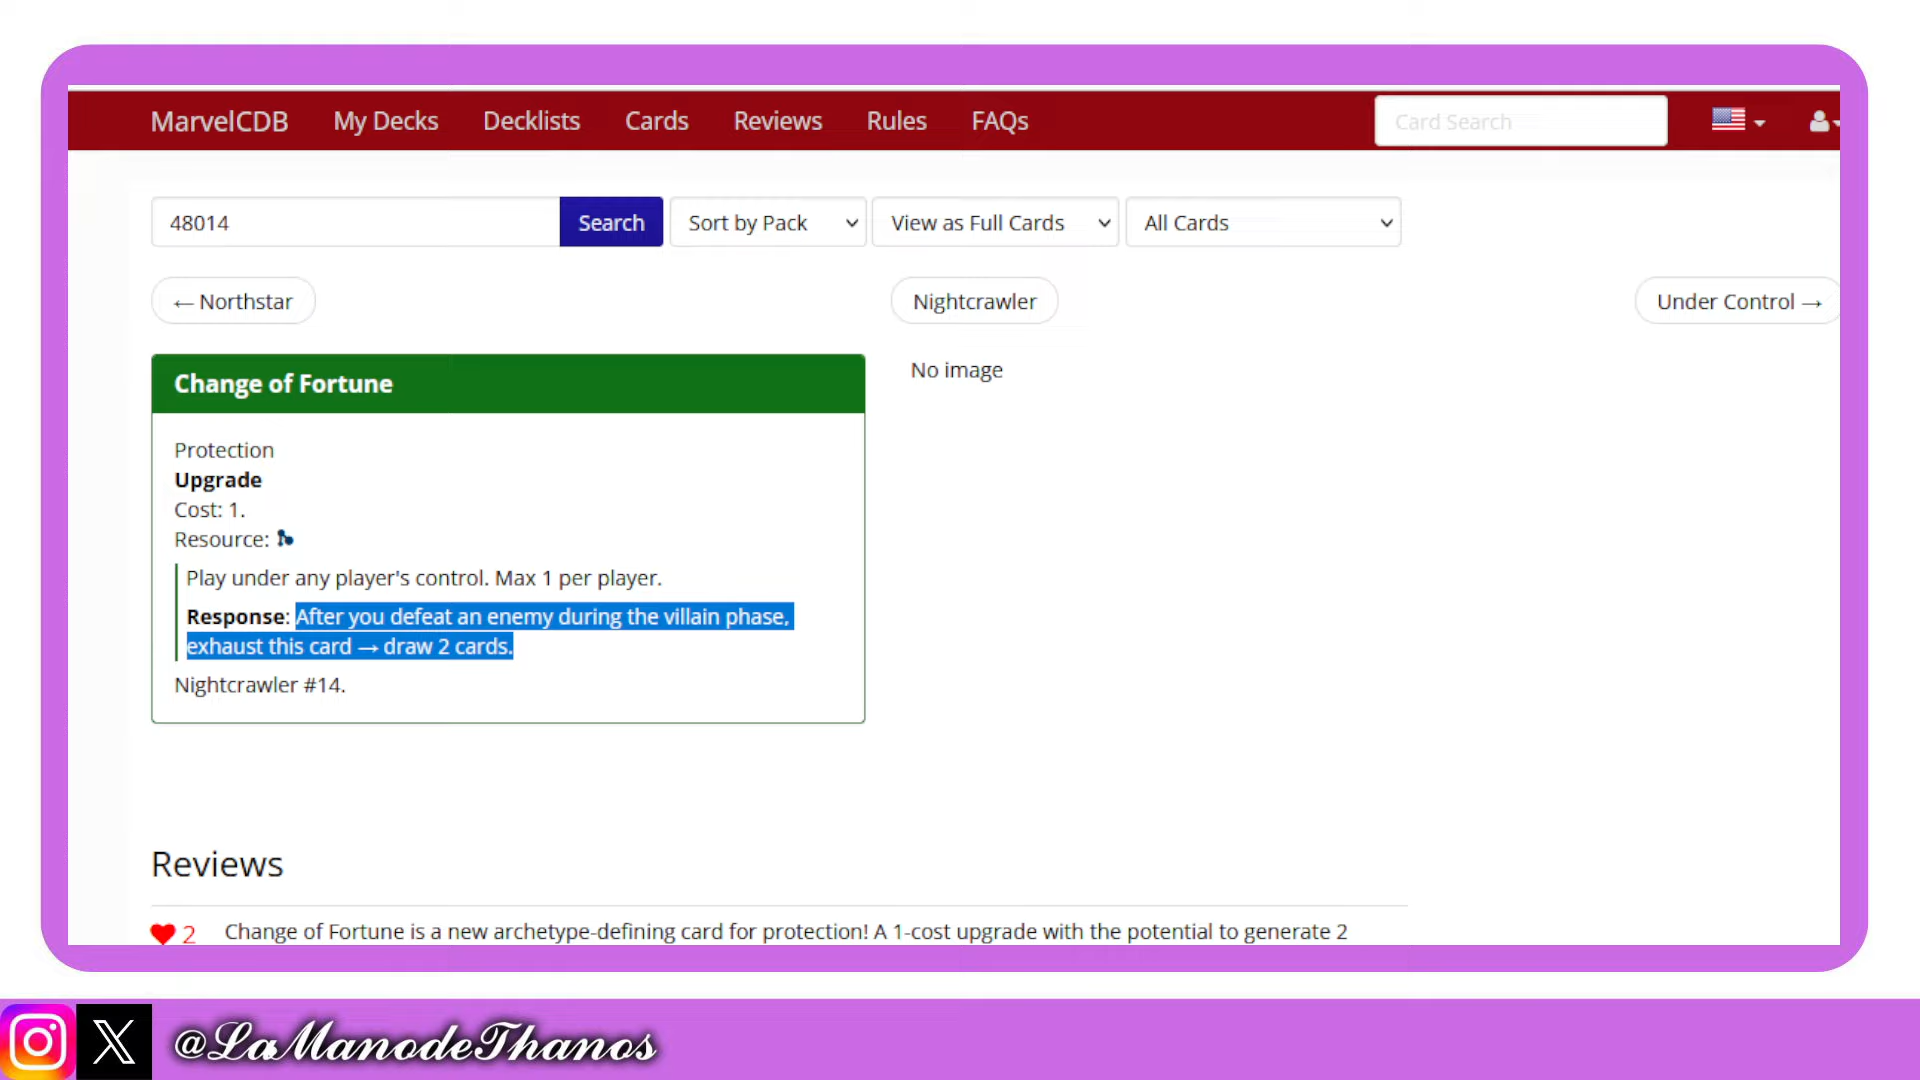 MarvelCDB My Decks Decklists Cards Reviews Rules FAQs Card Search
48014 Search Sort by Pack View as Full Cards All Cards
← Northstar Nightcrawler Under Control →
Change of Fortune
No image
Protection
Upgrade
Cost: 1.
Resource:
Play under any player's control. Max 1 per player.
Response: After you defeat an enemy during the villain phase,
exhaust this card → draw 2 cards.
Nightcrawler #14.
Reviews
2 Change of Fortune is a new archetype-defining card for protection! A 1-cost upgrade with the potential to generate 2
@LaManodeThanos